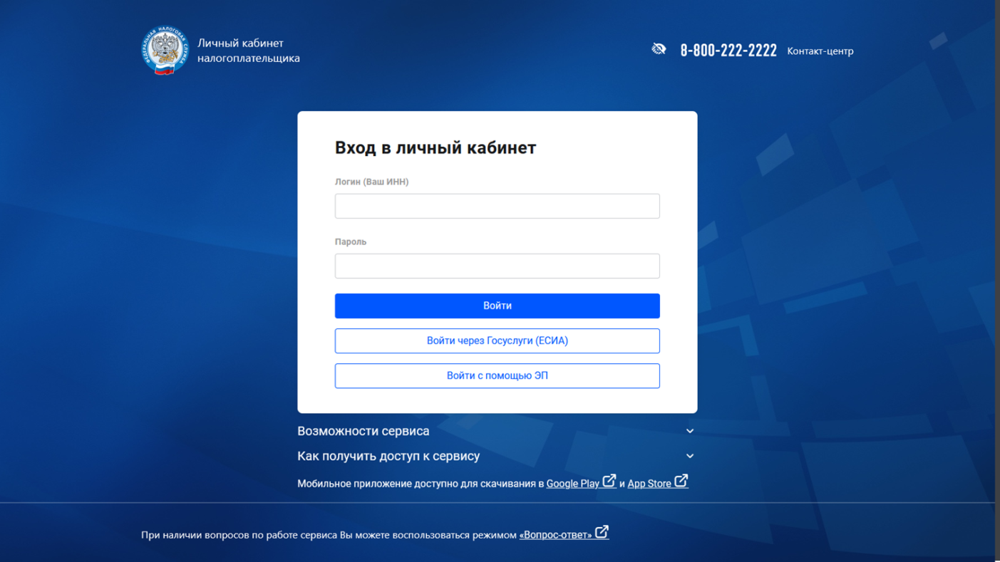 ФЕДЕРАЛЬНАЯ НАЛОГОВАЯ СЛУЖБА
Личный кабинет
налогоплательщика
8-800-222-2222 Контакт-центр
Вход в личный кабинет
Логин (Ваш ИНН)
Пароль
Войти
Войти через Госуслуги (ЕСИА)
Войти с помощью ЭП
Возможности сервиса
Как получить доступ к сервису
Мобильное приложение доступно для скачивания в Google Play и App Store
При наличии вопросов по работе сервиса Вы можете воспользоваться режимом «Вопрос-ответ»